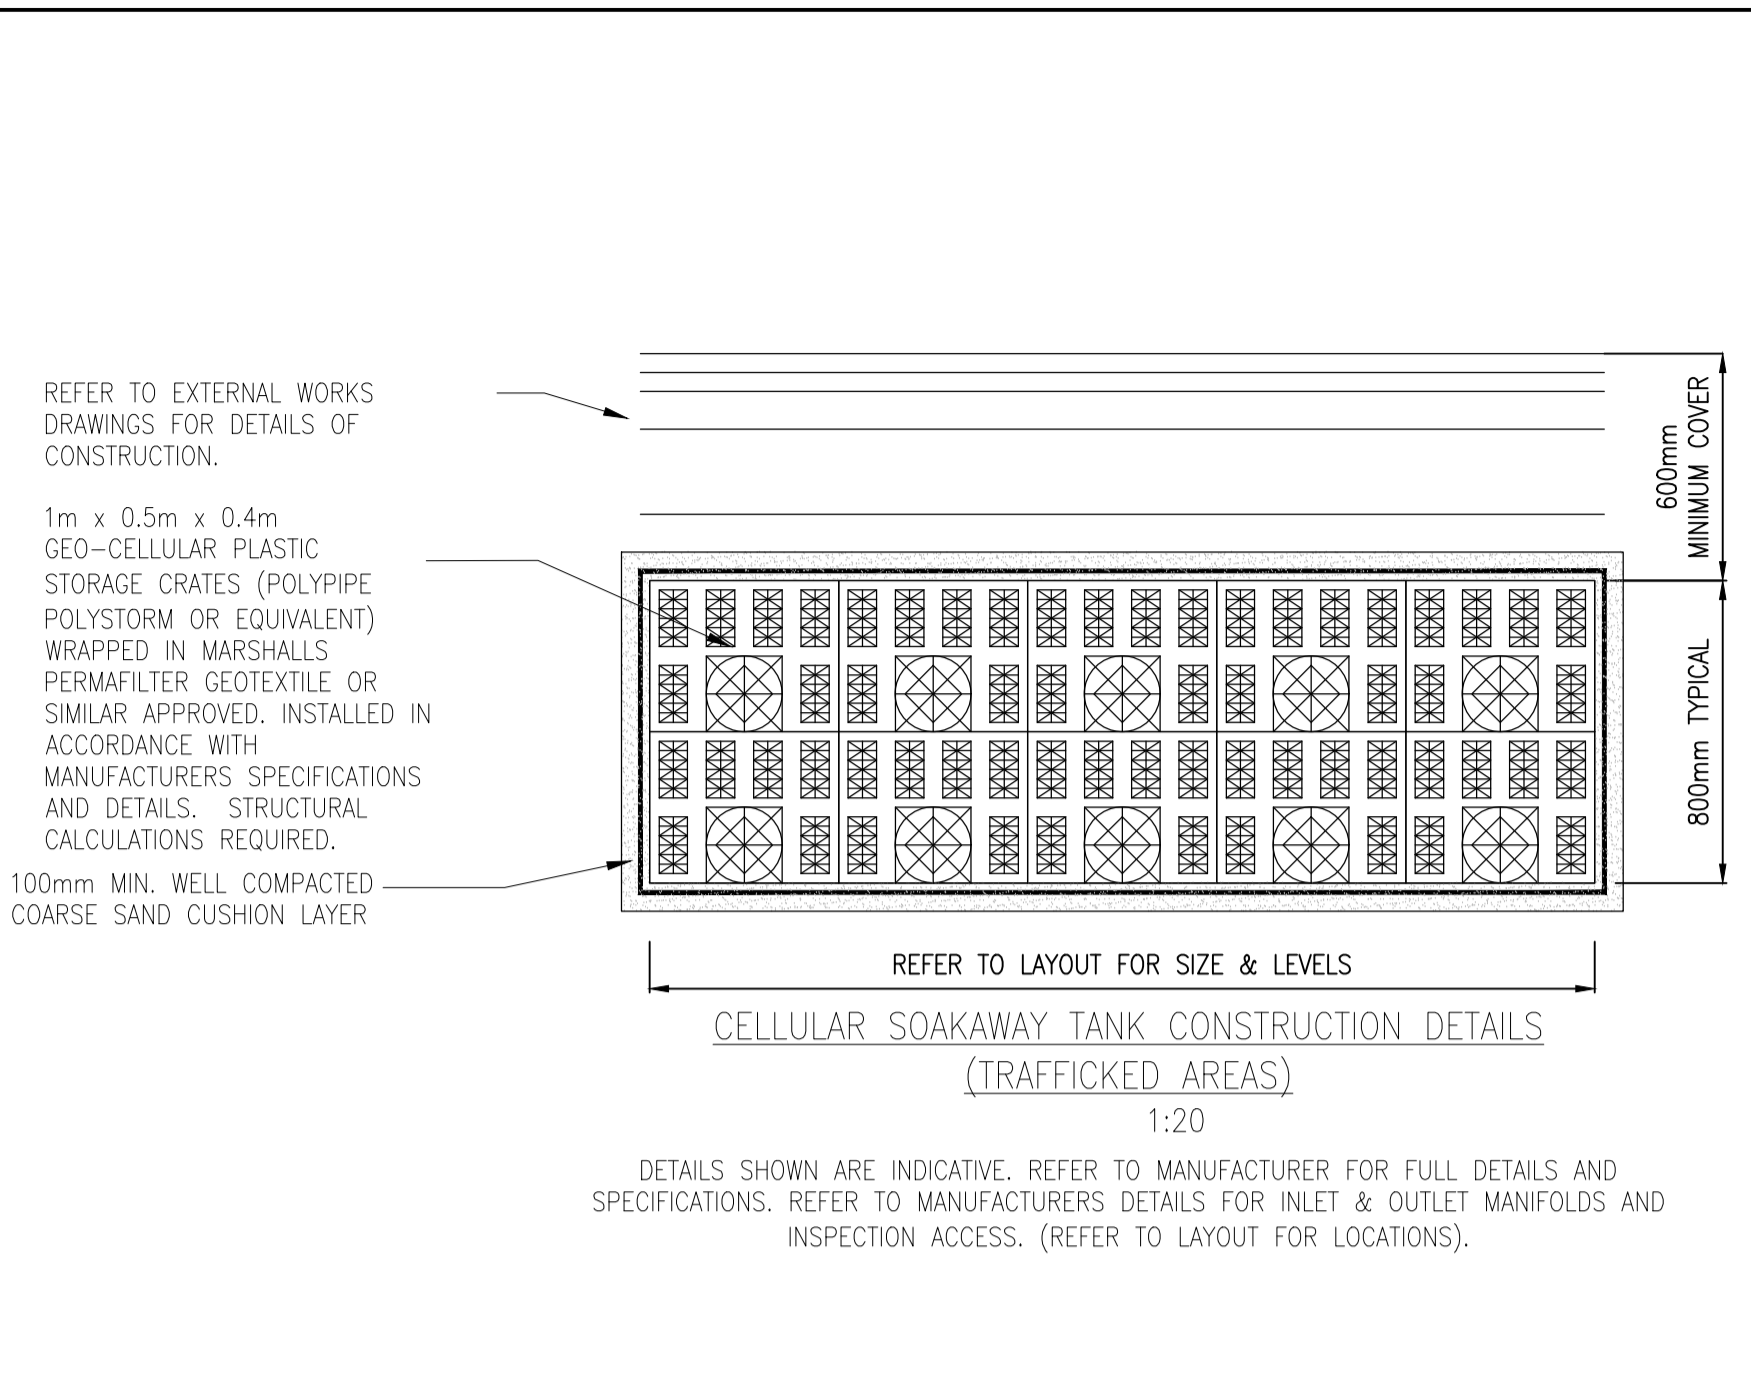 REFER TO EXTERNAL WORKS
DRAWINGS FOR DETAILS OF
CONSTRUCTION.
1m x 0.5m x 0.4m
GEO-CELLULAR PLASTIC
STORAGE CRATES (POLYPIPE
POLYSTORM OR EQUIVALENT)
WRAPPED IN MARSHALLS
PERMAFILTER GEOTEXTILE OR
SIMILAR APPROVED. INSTALLED IN
ACCORDANCE WITH
MANUFACTURERS SPECIFICATIONS
AND DETAILS. STRUCTURAL
CALCULATIONS REQUIRED.
100mm MIN. WELL COMPACTED
COARSE SAND CUSHION LAYER
600mm
MINIMUM COVER
800mm TYPICAL
REFER TO LAYOUT FOR SIZE & LEVELS
CELLULAR SOAKAWAY TANK CONSTRUCTION DETAILS
(TRAFFICKED AREAS)
1:20
DETAILS SHOWN ARE INDICATIVE. REFER TO MANUFACTURER FOR FULL DETAILS AND
SPECIFICATIONS. REFER TO MANUFACTURERS DETAILS FOR INLET & OUTLET MANIFOLDS AND
INSPECTION ACCESS. (REFER TO LAYOUT FOR LOCATIONS).